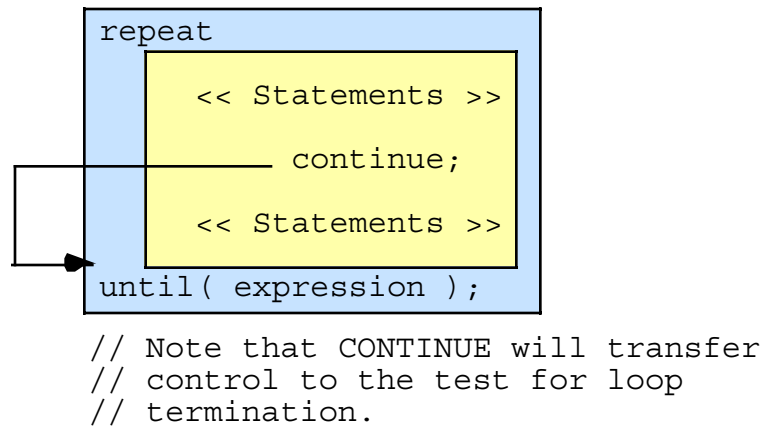 repeat
<< Statements >>
continue;
<< Statements >>
until( expression );
// Note that CONTINUE will transfer
// control to the test for loop
// termination.